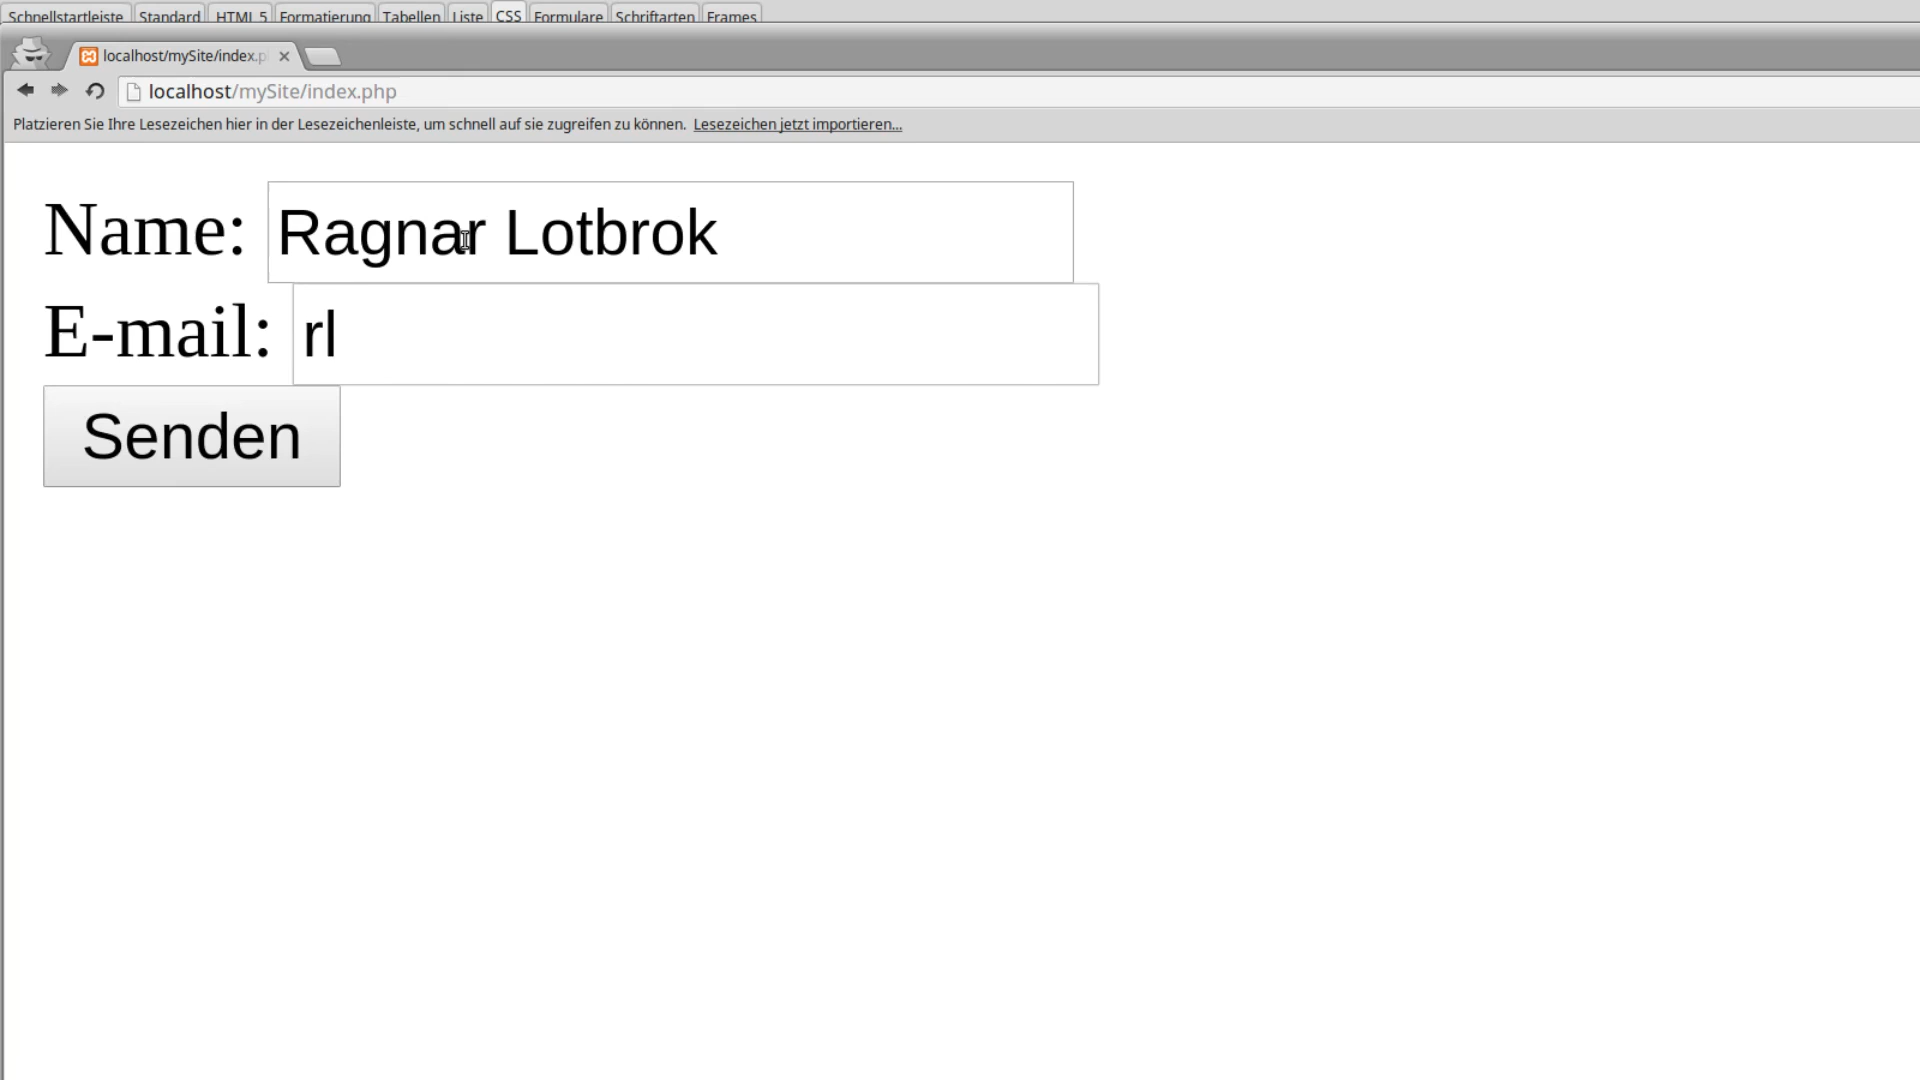 Schnellstartleiste Standard HTML 5 Formatierung Tabellen Liste CSS Formulare Schriftarten Frames
localhost/mySite/index.p
localhost/mySite/index.php
Platzieren Sie Ihre Lesezeichen hier in der Lesezeichenleiste, um schnell auf sie zugreifen zu können. Lesezeichen jetzt importieren...
Name: Ragnar Lotbrok
E-mail: rl
Senden